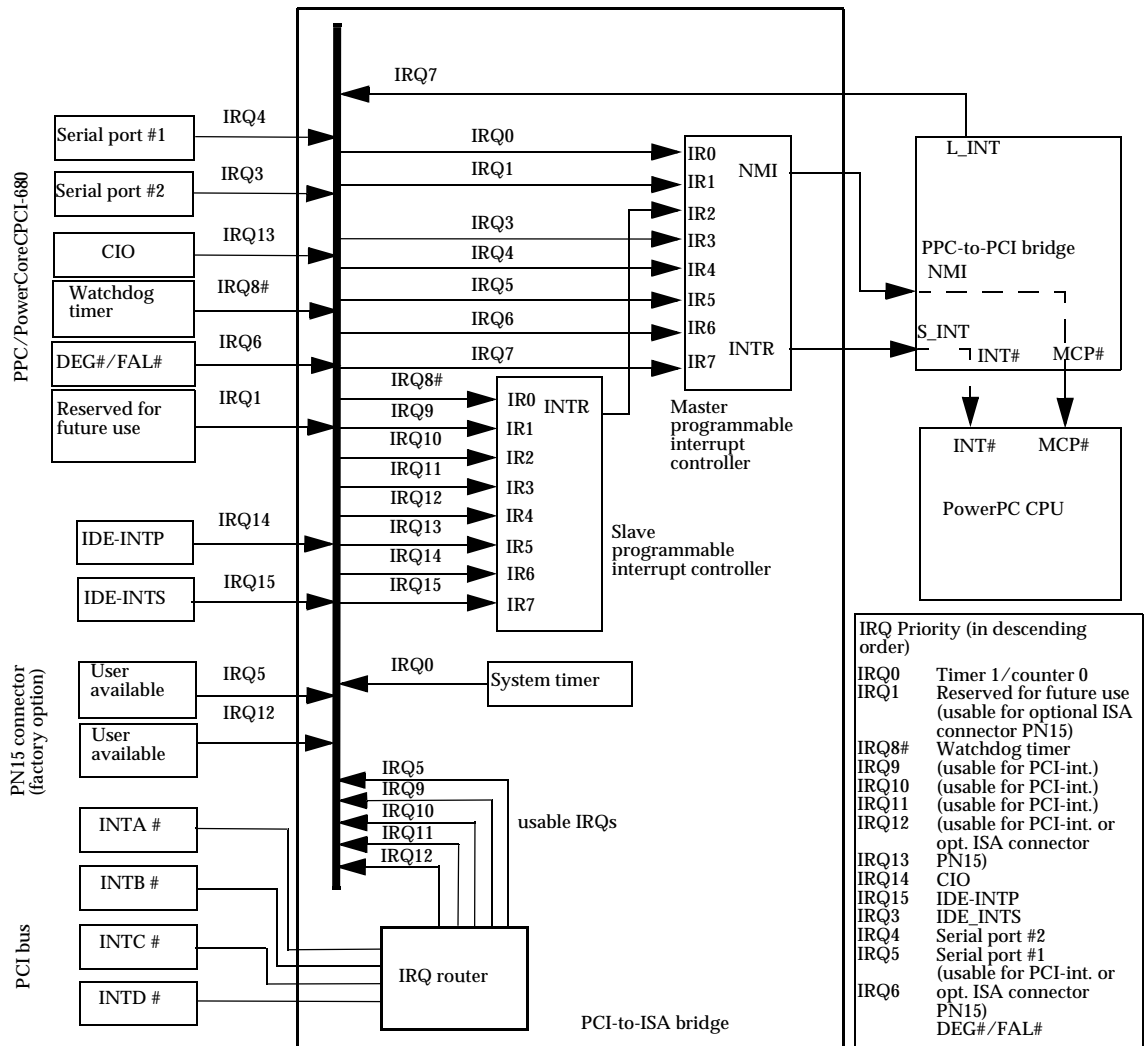 PPC/PowerCoreCPCI-680
Serial port #1
IRQ4
Serial port #2
IRQ3
CIO
IRQ13
Watchdog
timer
IRQ8#
DEG#/FAL#
IRQ6
Reserved for
future use
IRQ1
IDE-INTP
IRQ14
IDE-INTS
IRQ15
PN15 connector
(factory option)
User
available
IRQ5
User
available
IRQ12
PCI bus
INTA #
INTB #
INTC #
INTD #
IRQ7
IRQ0
IRQ1
IRQ3
IRQ4
IRQ5
IRQ6
IRQ7
IR0
IR1
IR2
IR3
IR4
IR5
IR6
IR7
NMI
INTR
Master
programmable
interrupt
controller
IRQ8#
IRQ9
IRQ10
IRQ11
IRQ12
IRQ13
IRQ14
IRQ15
IR0
IR1
IR2
IR3
IR4
IR5
IR6
IR7
INTR
Slave
programmable
interrupt controller
IRQ0
System timer
IRQ5
IRQ9
IRQ10
IRQ11
IRQ12
usable IRQs
IRQ router
PCI-to-ISA bridge
L_INT
PPC-to-PCI bridge
NMI
S_INT
INT#
MCP#
INT#
MCP#
PowerPC CPU
IRQ Priority (in descending
order)
IRQ0 Timer 1/counter 0
IRQ1 Reserved for future use
(usable for optional ISA
connector PN15)
IRQ8# Watchdog timer
IRQ9 (usable for PCI-int.)
IRQ10 (usable for PCI-int.)
IRQ11 (usable for PCI-int.)
IRQ12 (usable for PCI-int. or
opt. ISA connector
IRQ13 PN15)
IRQ14 CIO
IRQ15 IDE-INTP
IRQ3 IDE_INTS
IRQ4 Serial port #2
IRQ5 Serial port #1
(usable for PCI-int. or
IRQ6 opt. ISA connector
PN15)
DEG#/FAL#